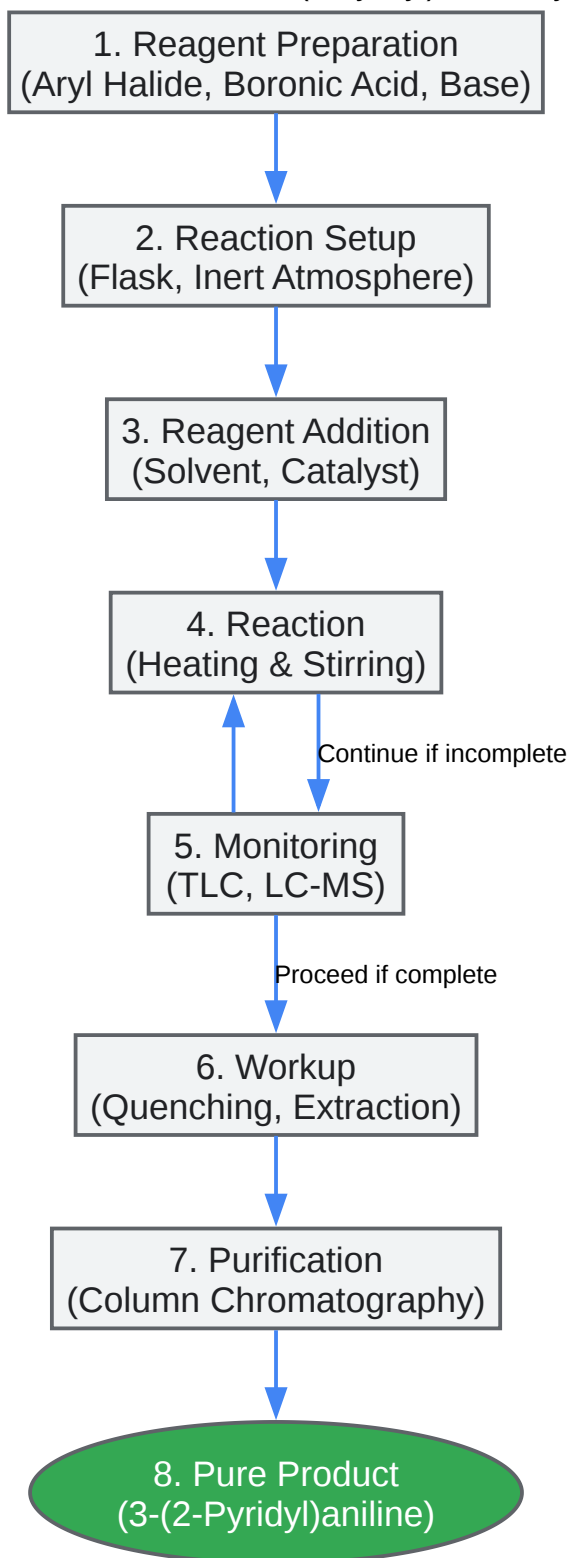 1. Reagent Preparation
(Aryl Halide, Boronic Acid, Base)
2. Reaction Setup
(Flask, Inert Atmosphere)
3. Reagent Addition
(Solvent, Catalyst)
4. Reaction
(Heating & Stirring)
Continue if incomplete
5. Monitoring
(TLC, LC-MS)
Proceed if complete
6. Workup
(Quenching, Extraction)
7. Purification
(Column Chromatography)
8. Pure Product
(3-(2-Pyridyl)aniline)